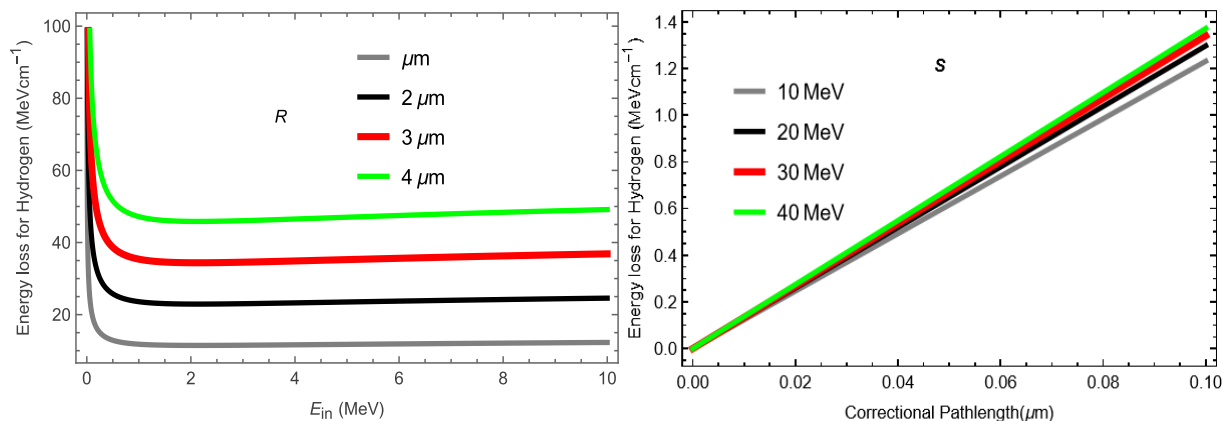 Energy loss for Hydrogen (MeVcm⁻¹)
100
80
60
40
20
0
2
4
6
8
10
E_in (MeV)
R
μm
2 μm
3 μm
4 μm
Energy loss for Hydrogen (MeVcm⁻¹)
1.4
1.2
1.0
0.8
0.6
0.4
0.2
0.0
0.00
0.02
0.04
0.06
0.08
0.10
Correctional Pathlength(μm)
S
10 MeV
20 MeV
30 MeV
40 MeV